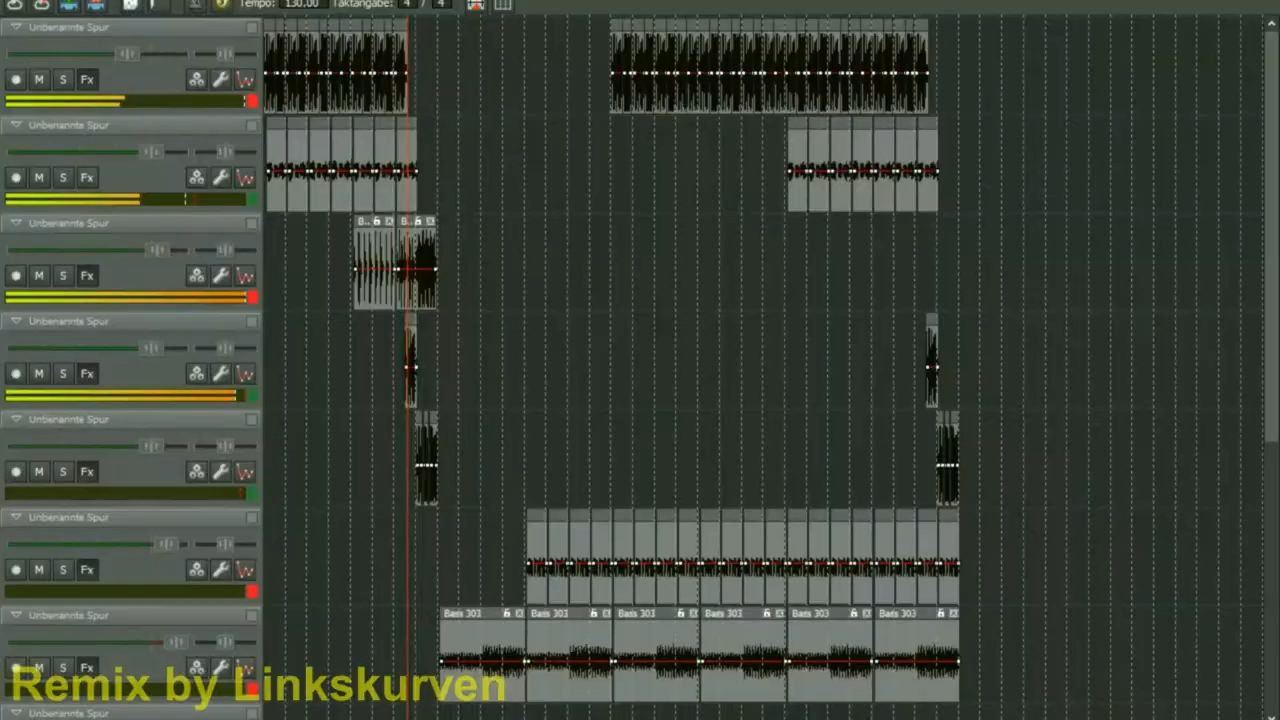 Tempo: 130,00 Taktangabe: 4 / 4
Unbenannte Spur
M S Fx
Unbenannte Spur
M S Fx
Unbenannte Spur
B.. B..
M S Fx
Unbenannte Spur
M S Fx
Unbenannte Spur
M S Fx
Unbenannte Spur
M S Fx
Unbenannte Spur
Bass 303 Bass 303 Bass 303 Bass 303 Bass 303 Bass 303
M S Fx
Remix by Linkskurven
Unbenannte Spur